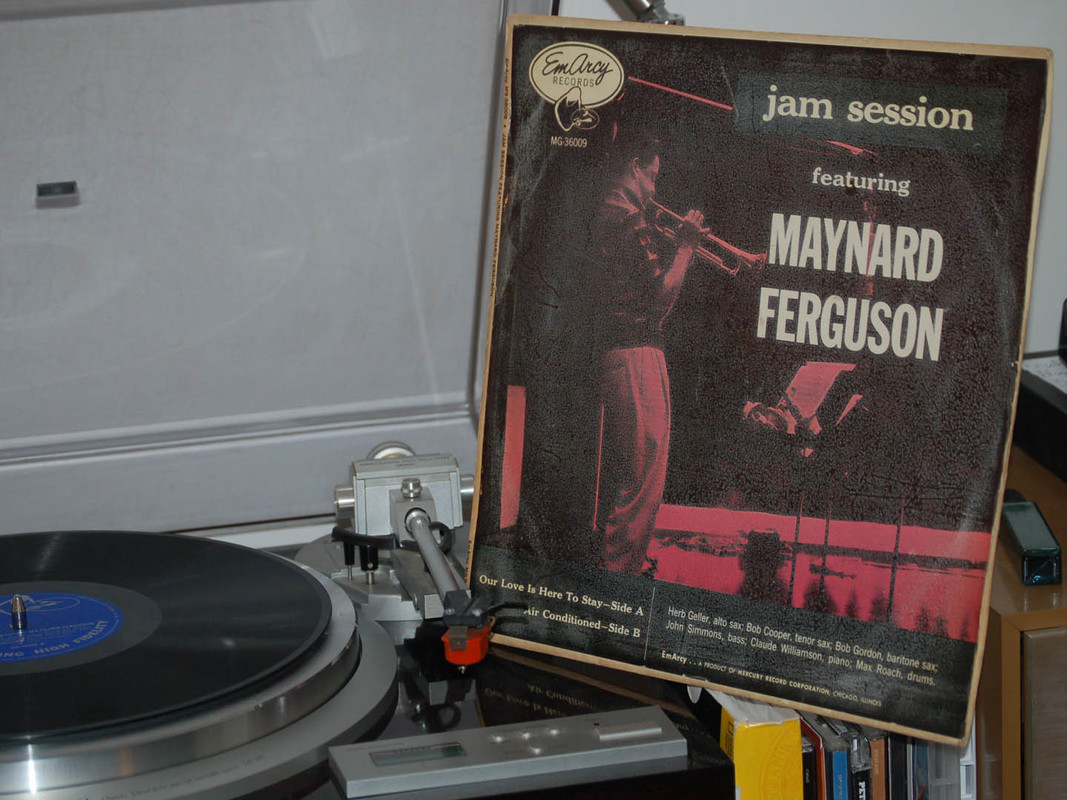 EmArcy
RECORDS
MG-36009
jam session
featuring
MAYNARD
FERGUSON
Our Love Is Here To Stay—Side A
Air Conditioned—Side B
Herb Geller, alto sax; Bob Cooper, tenor sax; Bob Gordon, baritone sax;
John Simmons, bass; Claude Williamson, piano; Max Roach, drums.
EmArcy . . A PRODUCT OF MERCURY RECORD CORPORATION, CHICAGO, ILLINOIS
HIGH FIDELITY